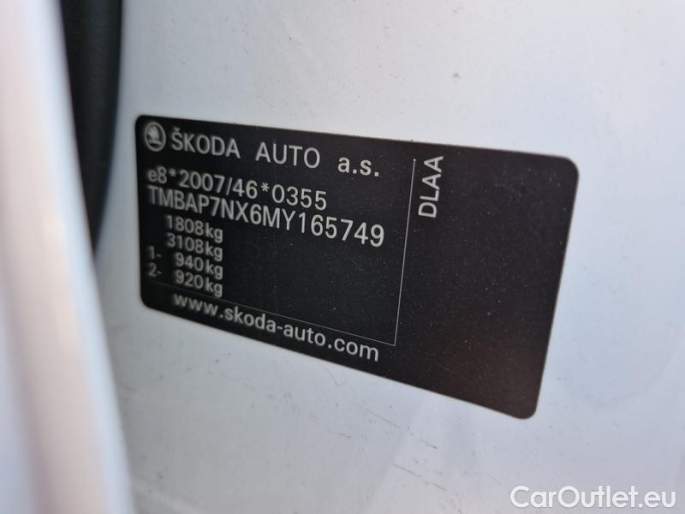 ŠKODA AUTO a.s.
e8*2007/46*0355
TMBAP7NX6MY165749
1808kg
3108kg
1- 940kg
2- 920kg
www.skoda-auto.com
DLAA
CarOutlet.eu